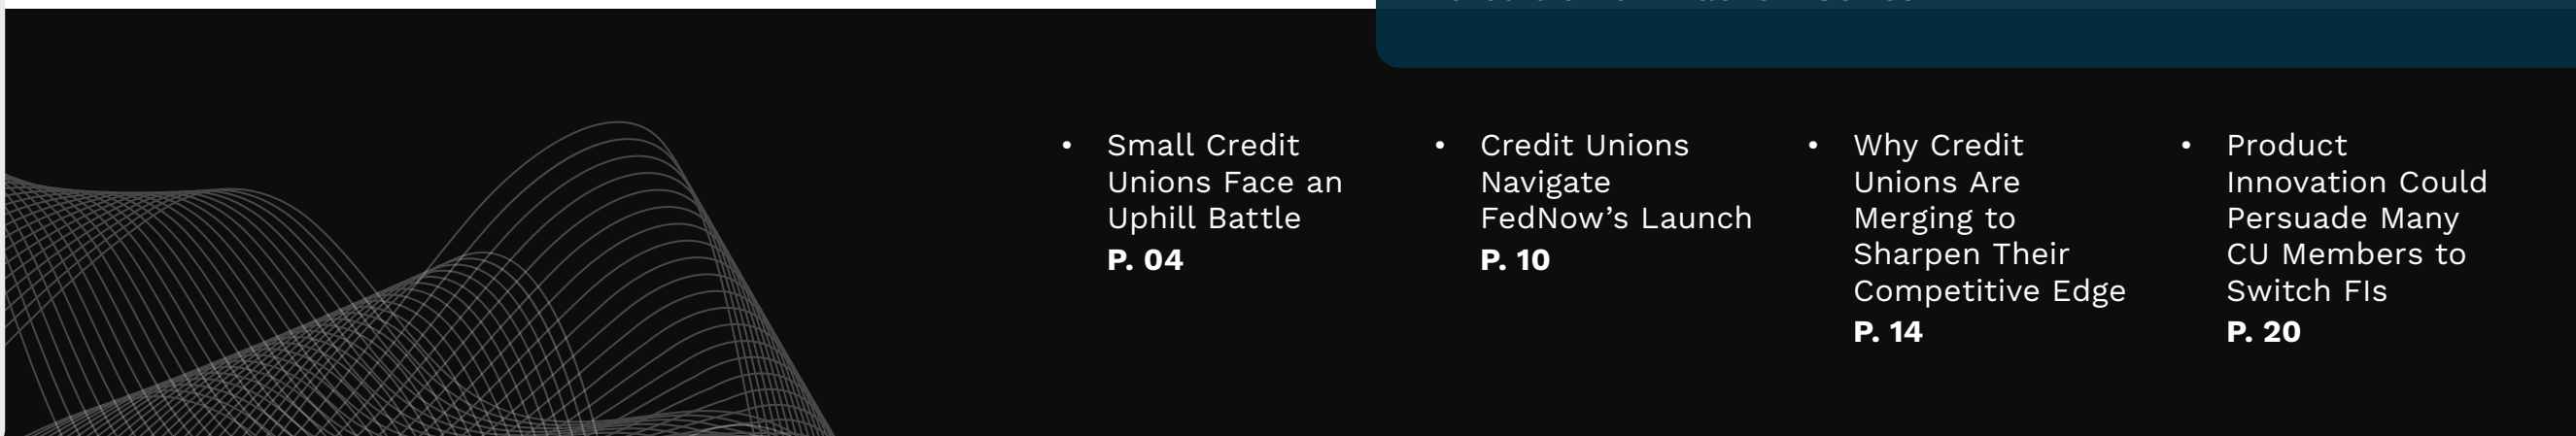 • Small Credit
Unions Face an
Uphill Battle
P. 04
• Credit Unions
Navigate
FedNow’s Launch
P. 10
• Why Credit
Unions Are
Merging to
Sharpen Their
Competitive Edge
P. 14
• Product
Innovation Could
Persuade Many
CU Members to
Switch FIs
P. 20